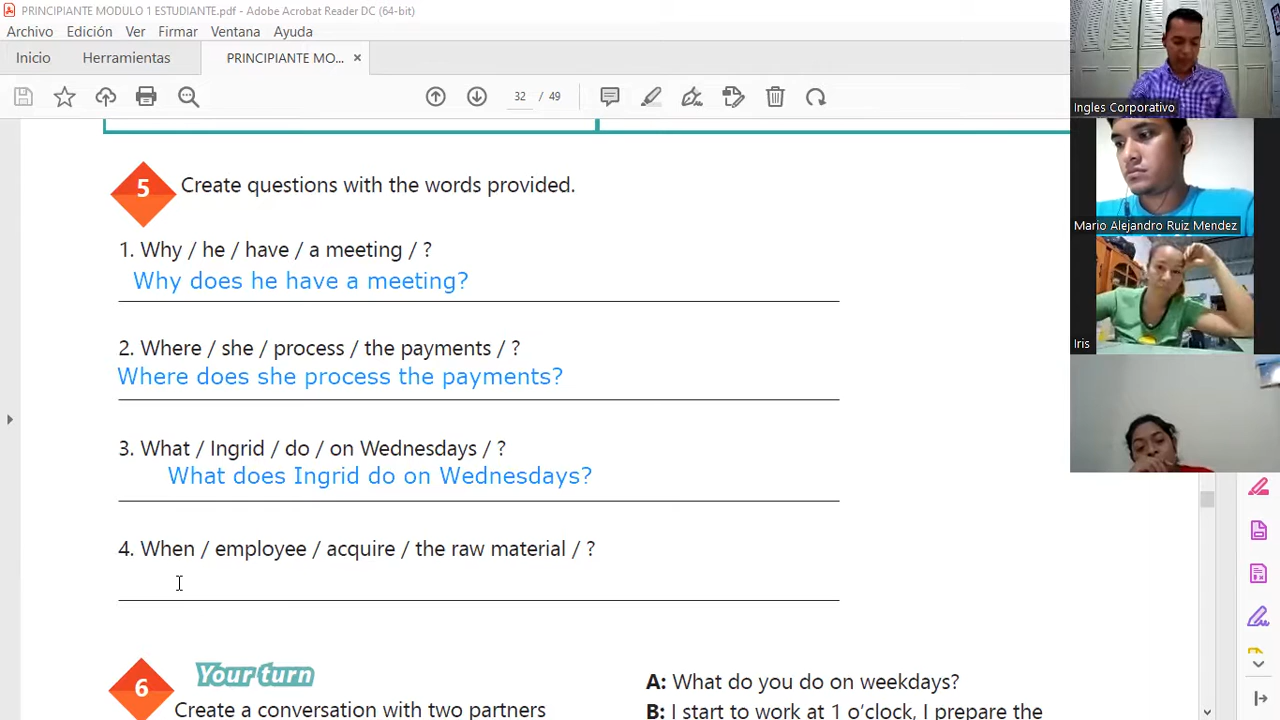 PRINCIPIANTE MODULO 1 ESTUDIANTE.pdf - Adobe Acrobat Reader DC (64-bit)
Archivo Edición Ver Firmar Ventana Ayuda
Inicio Herramientas PRINCIPIANTE MO... ×
32 / 49
5 Create questions with the words provided.
1. Why / he / have / a meeting / ?
Why does he have a meeting?
2. Where / she / process / the payments / ?
Where does she process the payments?
3. What / Ingrid / do / on Wednesdays / ?
What does Ingrid do on Wednesdays?
4. When / employee / acquire / the raw material / ?
6 Your turn
Create a conversation with two partners
A: What do you do on weekdays?
B: I start to work at 1 o'clock, I prepare the
Ingles Corporativo
Mario Alejandro Ruiz Mendez
Iris